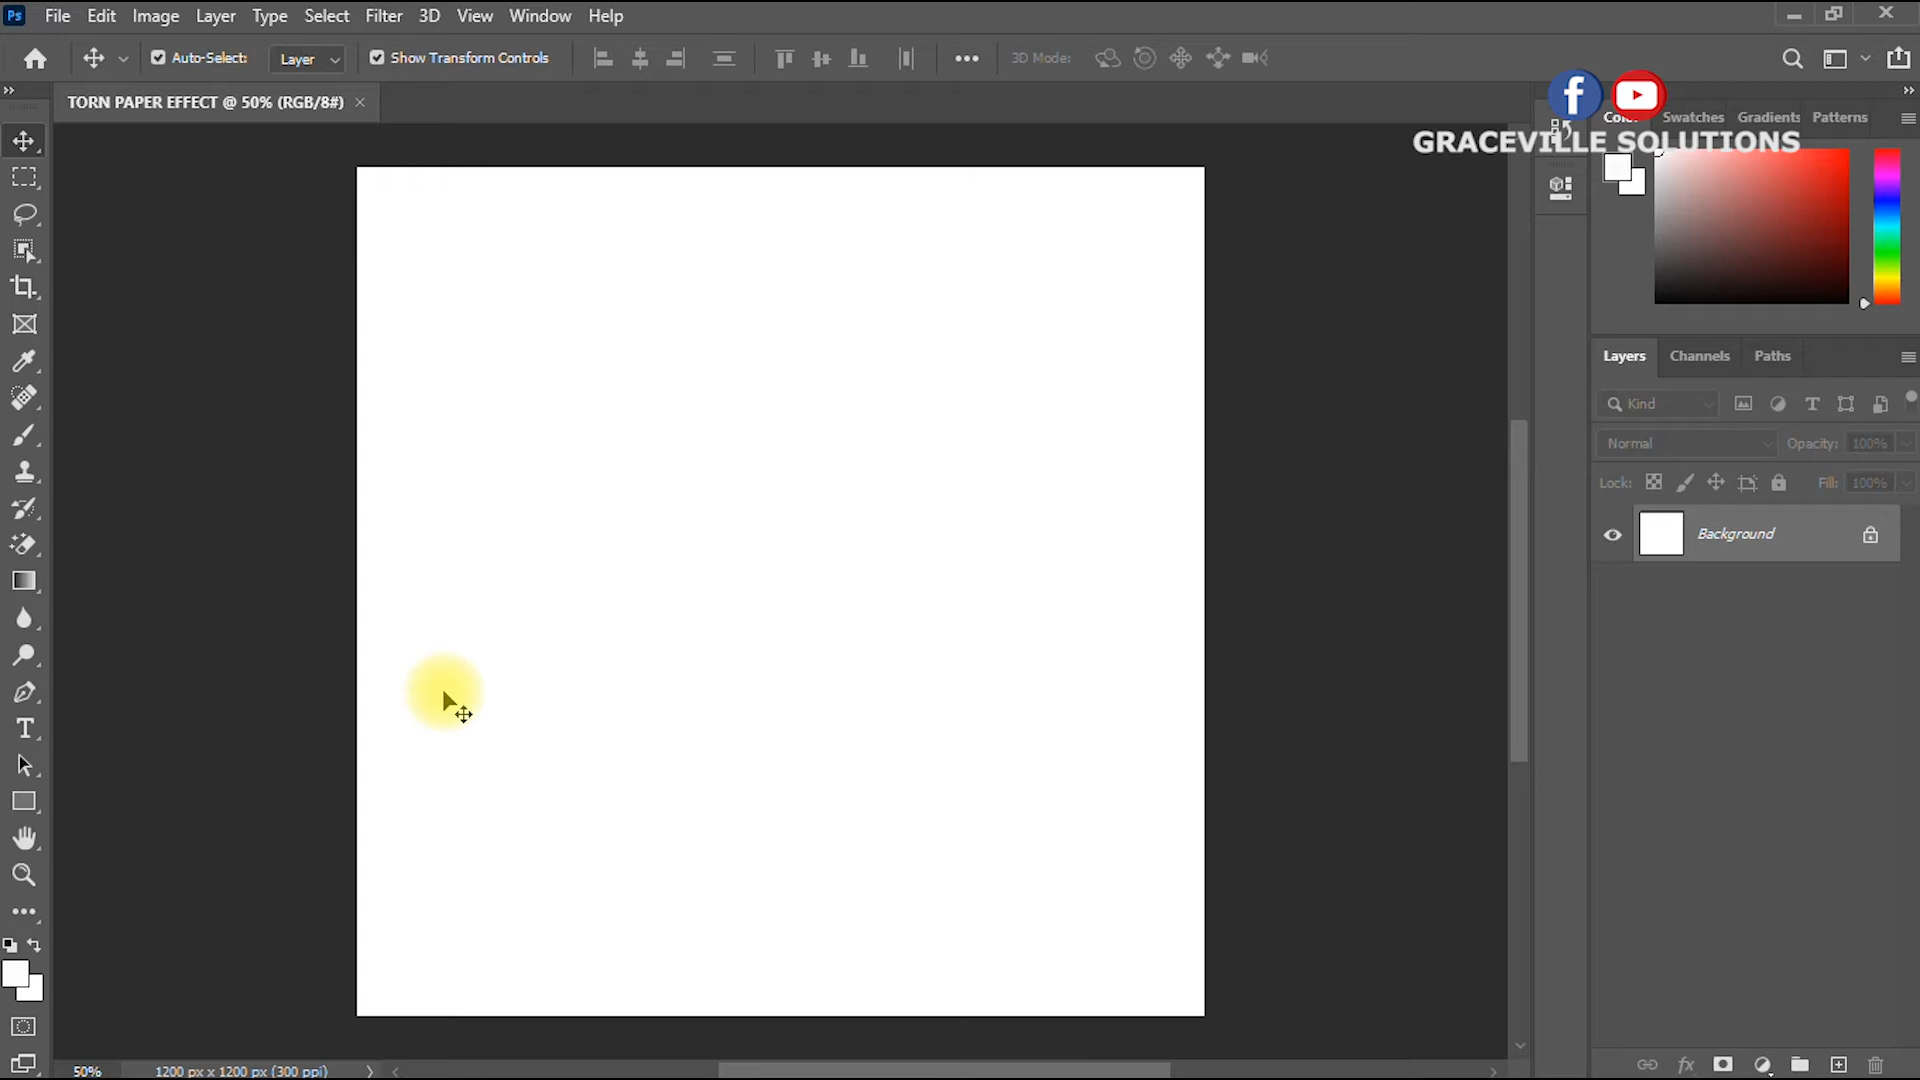 Ps File Edit Image Layer Type Select Filter 3D View Window Help
Auto-Select: Layer Show Transform Controls 3D Mode:
TORN PAPER EFFECT @ 50% (RGB/8#) ×
Swatches Gradients Patterns
GRACEVILLE SOLUTIONS
Layers Channels Paths
Kind
Normal Opacity: 100%
Lock: Fill: 100%
Background
50% 1200 px x 1200 px (300 ppi)